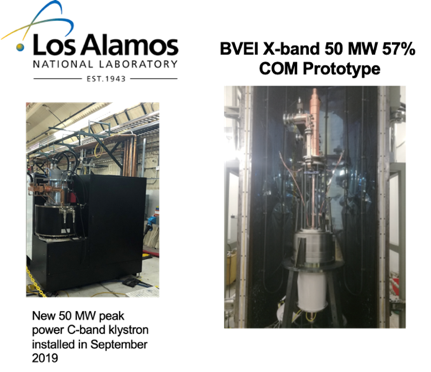 Los Alamos
NATIONAL LABORATORY
EST. 1943
BVEI X-band 50 MW 57%
COM Prototype
New 50 MW peak
power C-band klystron
installed in September
2019